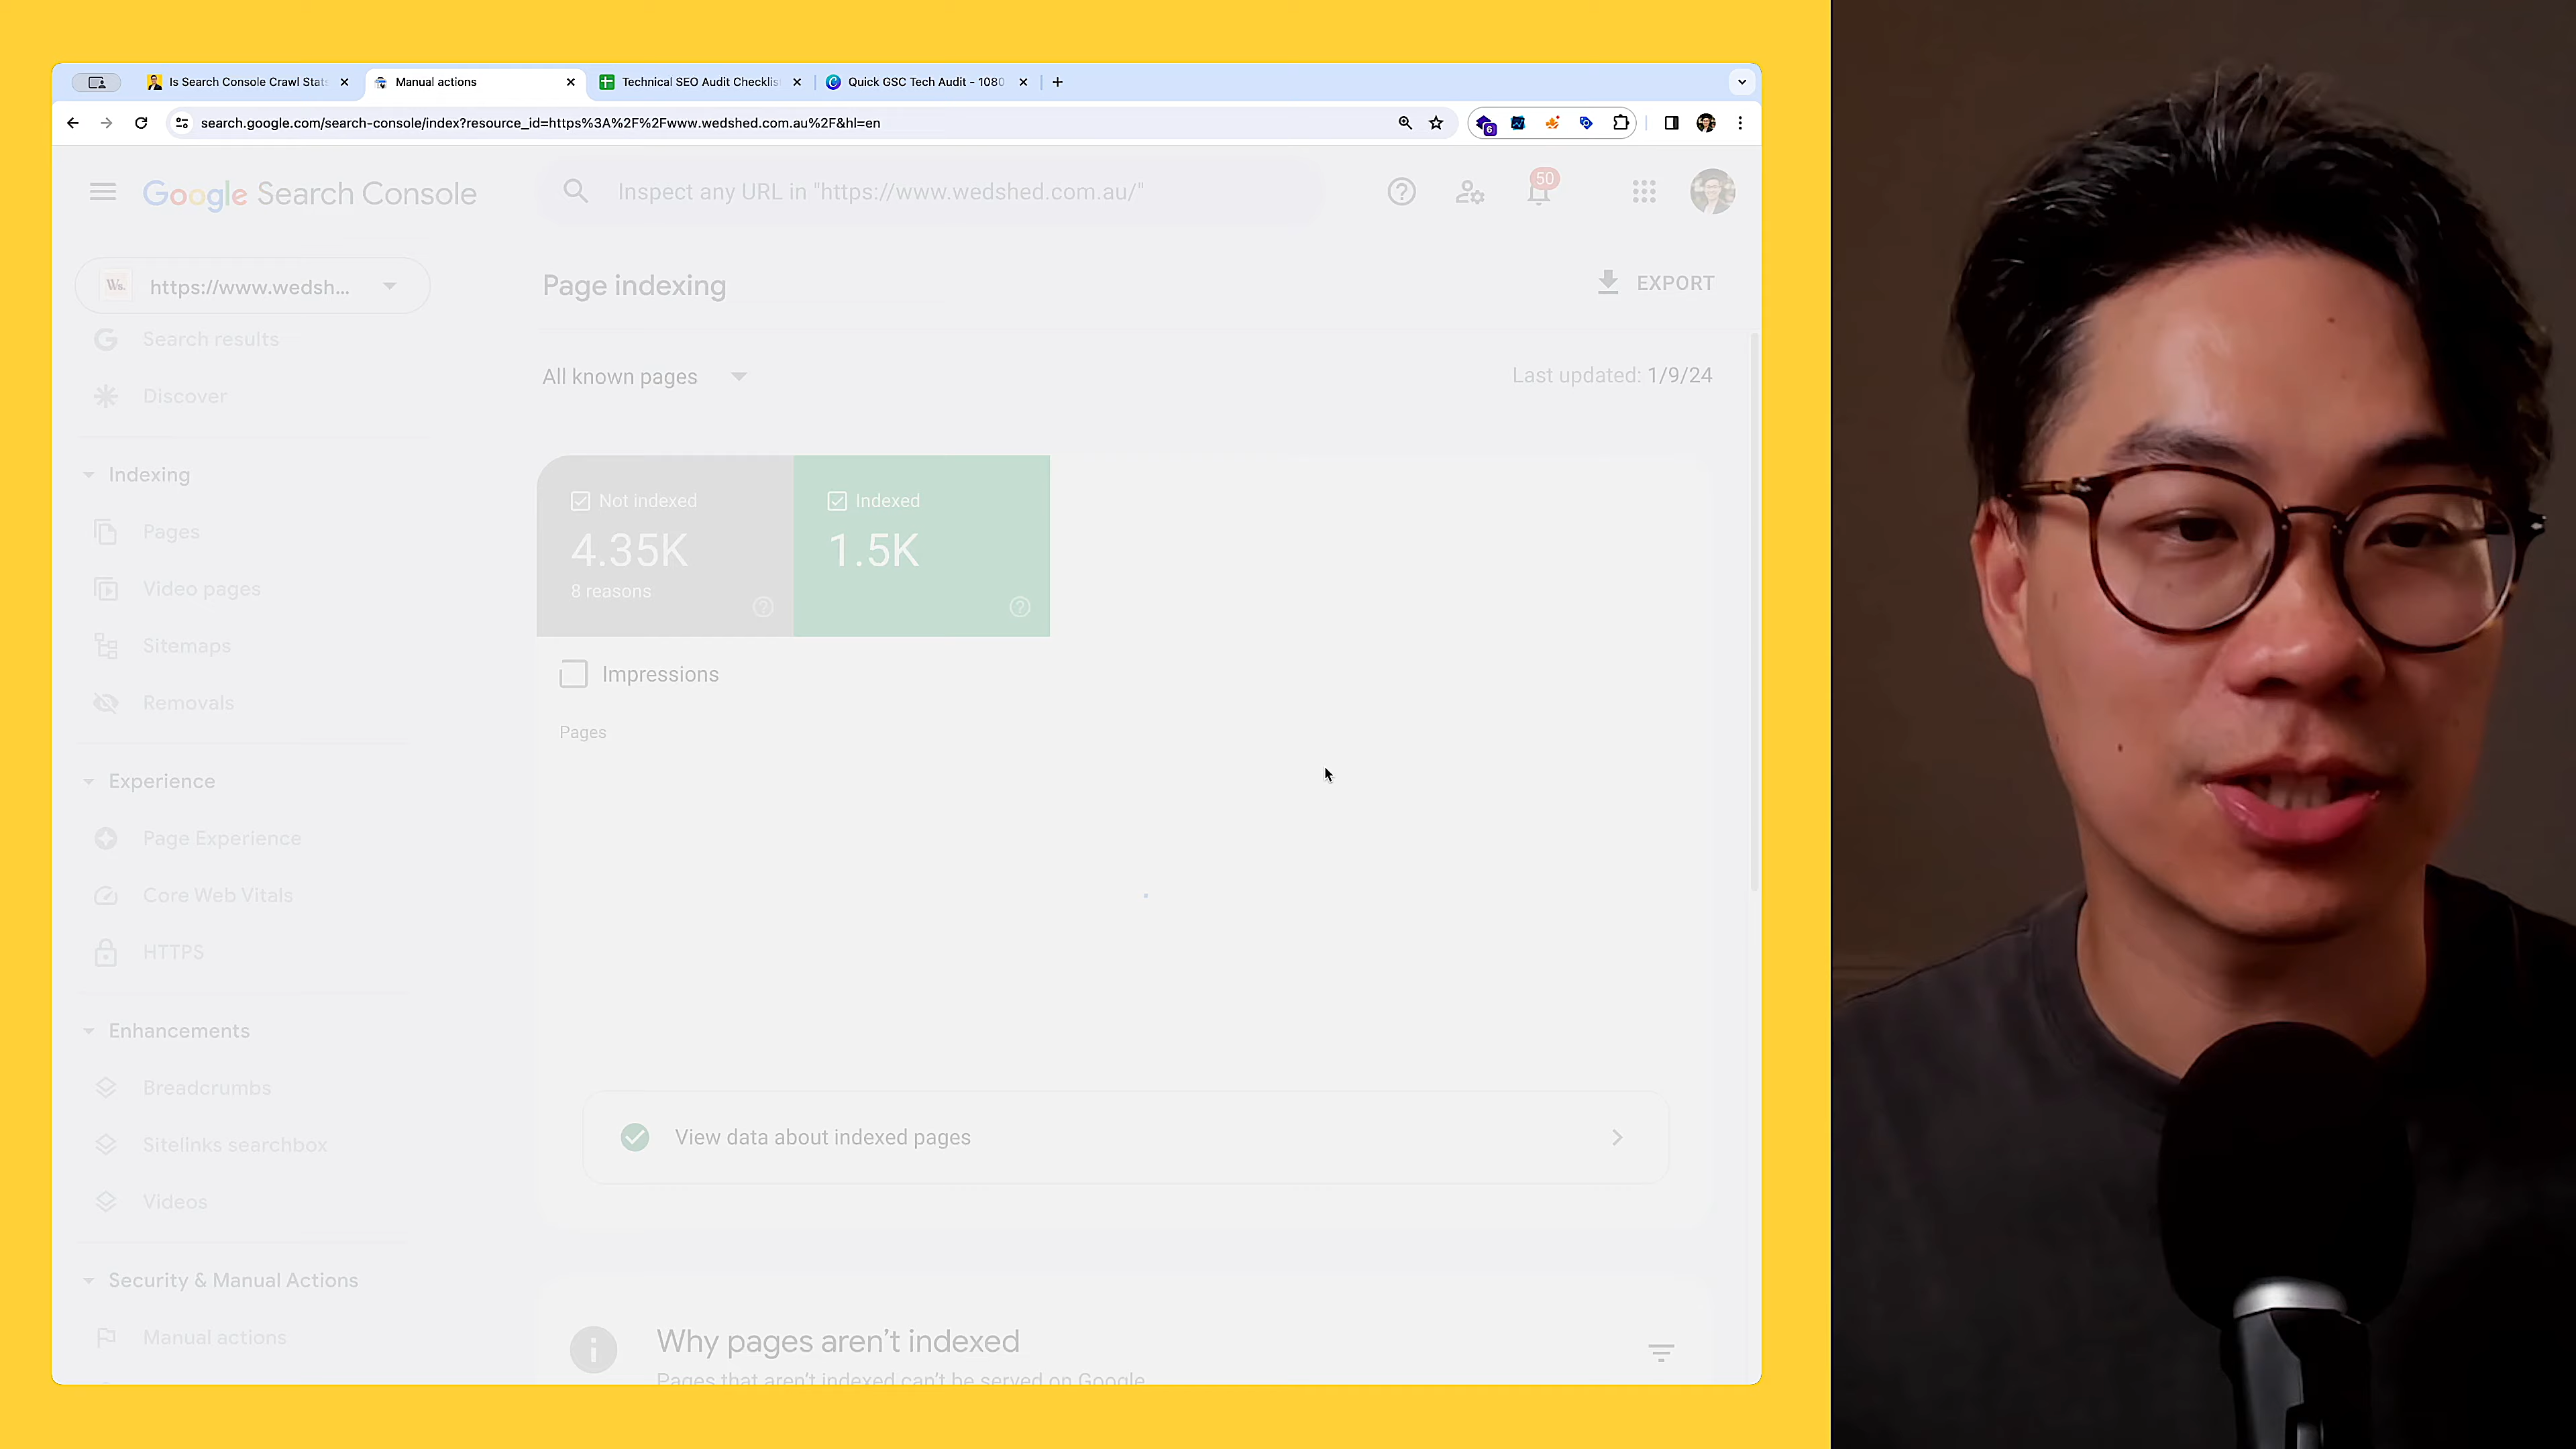 Is Search Console Crawl Stats
Manual actions
Technical SEO Audit Checklis
Quick GSC Tech Audit - 1080
search.google.com/search-console/index?resource_id=https%3A%2F%2Fwww.wedshed.com.au%2F&hl=en
6
Google Search Console
Inspect any URL in "https://www.wedshed.com.au/"
50
Ws.
https://www.wedsh...
Search results
Discover
Indexing
Pages
Video pages
Sitemaps
Removals
Experience
Page Experience
Core Web Vitals
HTTPS
Enhancements
Breadcrumbs
Sitelinks searchbox
Videos
Security & Manual Actions
Manual actions
Page indexing
EXPORT
All known pages
Last updated: 1/9/24
Not indexed
4.35K
8 reasons
Indexed
1.5K
Impressions
Pages
View data about indexed pages
Why pages aren't indexed
Pages that aren't indexed can't be served on Google